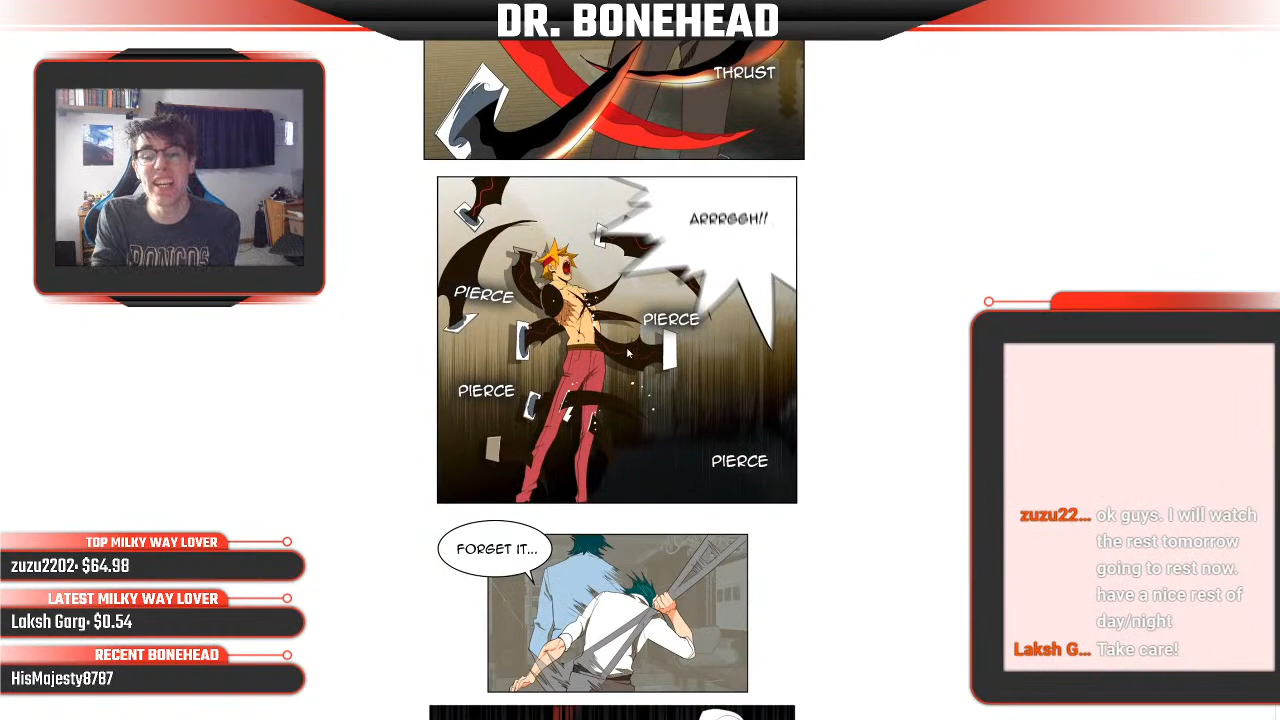 DR. BONEHEAD
THRUST
ARRRGGH!!
PIERCE
PIERCE
PIERCE
PIERCE
FORGET IT...
BRONCOS
TOP MILKY WAY LOVER
zuzu2202• $64.98
LATEST MILKY WAY LOVER
Laksh Garg• $0.54
RECENT BONEHEAD
HisMajesty8787
zuzu22... ok guys. I will watch
the rest tomorrow
going to rest now.
have a nice rest of
day/night
Laksh G... Take care!